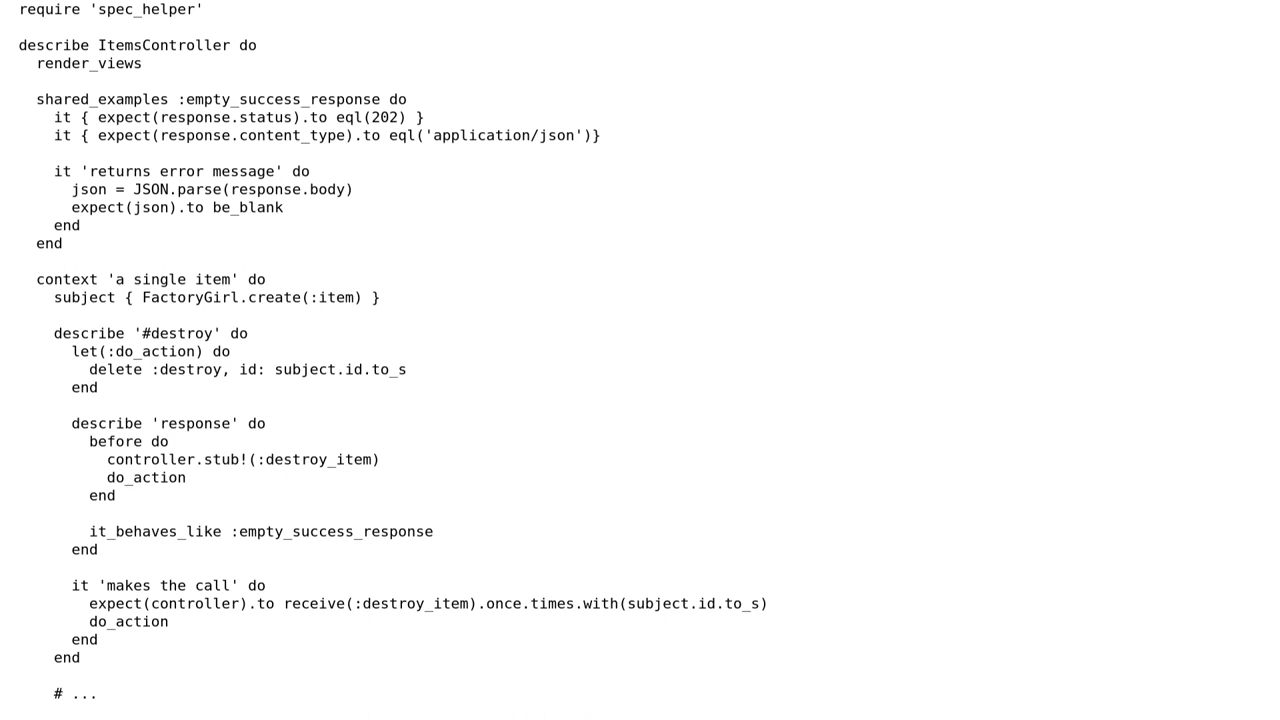 require 'spec_helper'

describe ItemsController do
  render_views

  shared_examples :empty_success_response do
    it { expect(response.status).to eql(202) }
    it { expect(response.content_type).to eql('application/json')}

    it 'returns error message' do
      json = JSON.parse(response.body)
      expect(json).to be_blank
    end
  end

  context 'a single item' do
    subject { FactoryGirl.create(:item) }

    describe '#destroy' do
      let(:do_action) do
        delete :destroy, id: subject.id.to_s
      end

      describe 'response' do
        before do
          controller.stub!(:destroy_item)
          do_action
        end

        it_behaves_like :empty_success_response
      end

      it 'makes the call' do
        expect(controller).to receive(:destroy_item).once.times.with(subject.id.to_s)
        do_action
      end
    end

    # ...